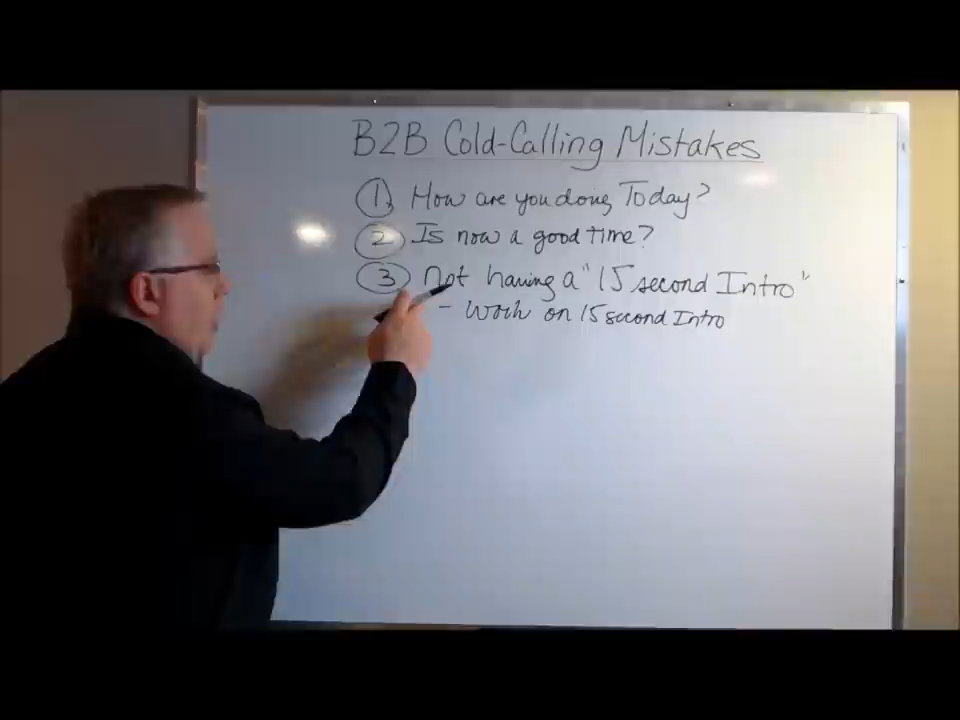 B2B Cold-Calling Mistakes
1. How are you doing Today?
2 Is now a good time?
3 Not having a "15 second Intro"
- Work on 15 second Intro